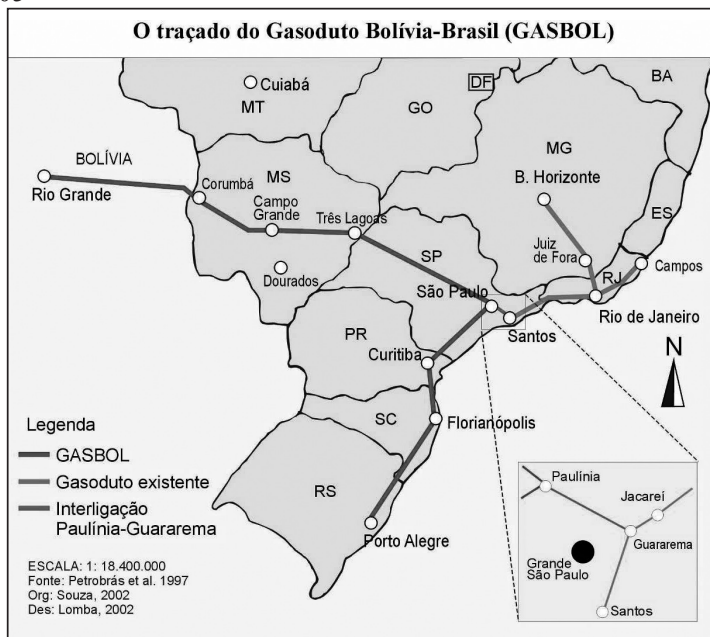 O traçado do Gasoduto Bolívia-Brasil (GASBOL)
BA
DF
Cuiabá
MT
GO
MG
BOLÍVIA
MS
B. Horizonte
Rio Grande
Corumbá
Campo
Grande
Três Lagoas
ES
Juiz
de Fora
Campos
SP
RJ
Dourados
São Paulo
Rio de Janeiro
Santos
PR
Curitiba
N
SC
Florianópolis
Legenda
GASBOL
Gasoduto existente
Interligação
Paulínia-Guararema
RS
Porto Alegre
Paulínia
Jacareí
Guararema
Grande
São Paulo
Santos
ESCALA: 1: 18.400.000
Fonte: Petrobrás et al. 1997
Org: Souza, 2002
Des: Lomba, 2002